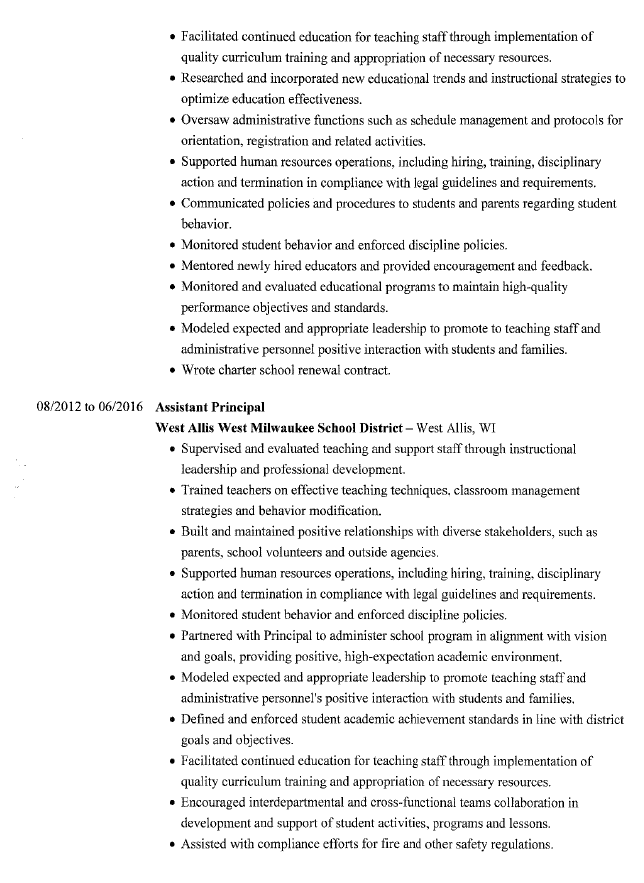 • Facilitated continued education for teaching staff through implementation of
quality curriculum training and appropriation of necessary resources.
• Researched and incorporated new educational trends and instructional strategies to
optimize education effectiveness.
• Oversaw administrative functions such as schedule management and protocols for
orientation, registration and related activities.
• Supported human resources operations, including hiring, training, disciplinary
action and termination in compliance with legal guidelines and requirements.
• Communicated policies and procedures to students and parents regarding student
behavior.
• Monitored student behavior and enforced discipline policies.
• Mentored newly hired educators and provided encouragement and feedback.
• Monitored and evaluated educational programs to maintain high-quality
performance objectives and standards.
• Modeled expected and appropriate leadership to promote to teaching staff and
administrative personnel positive interaction with students and families.
• Wrote charter school renewal contract.
08/2012 to 06/2016 Assistant Principal
West Allis West Milwaukee School District – West Allis, WI
• Supervised and evaluated teaching and support staff through instructional
leadership and professional development.
• Trained teachers on effective teaching techniques, classroom management
strategies and behavior modification.
• Built and maintained positive relationships with diverse stakeholders, such as
parents, school volunteers and outside agencies.
• Supported human resources operations, including hiring, training, disciplinary
action and termination in compliance with legal guidelines and requirements.
• Monitored student behavior and enforced discipline policies.
• Partnered with Principal to administer school program in alignment with vision
and goals, providing positive, high-expectation academic environment.
• Modeled expected and appropriate leadership to promote teaching staff and
administrative personnel's positive interaction with students and families.
• Defined and enforced student academic achievement standards in line with district
goals and objectives.
• Facilitated continued education for teaching staff through implementation of
quality curriculum training and appropriation of necessary resources.
• Encouraged interdepartmental and cross-functional teams collaboration in
development and support of student activities, programs and lessons.
• Assisted with compliance efforts for fire and other safety regulations.